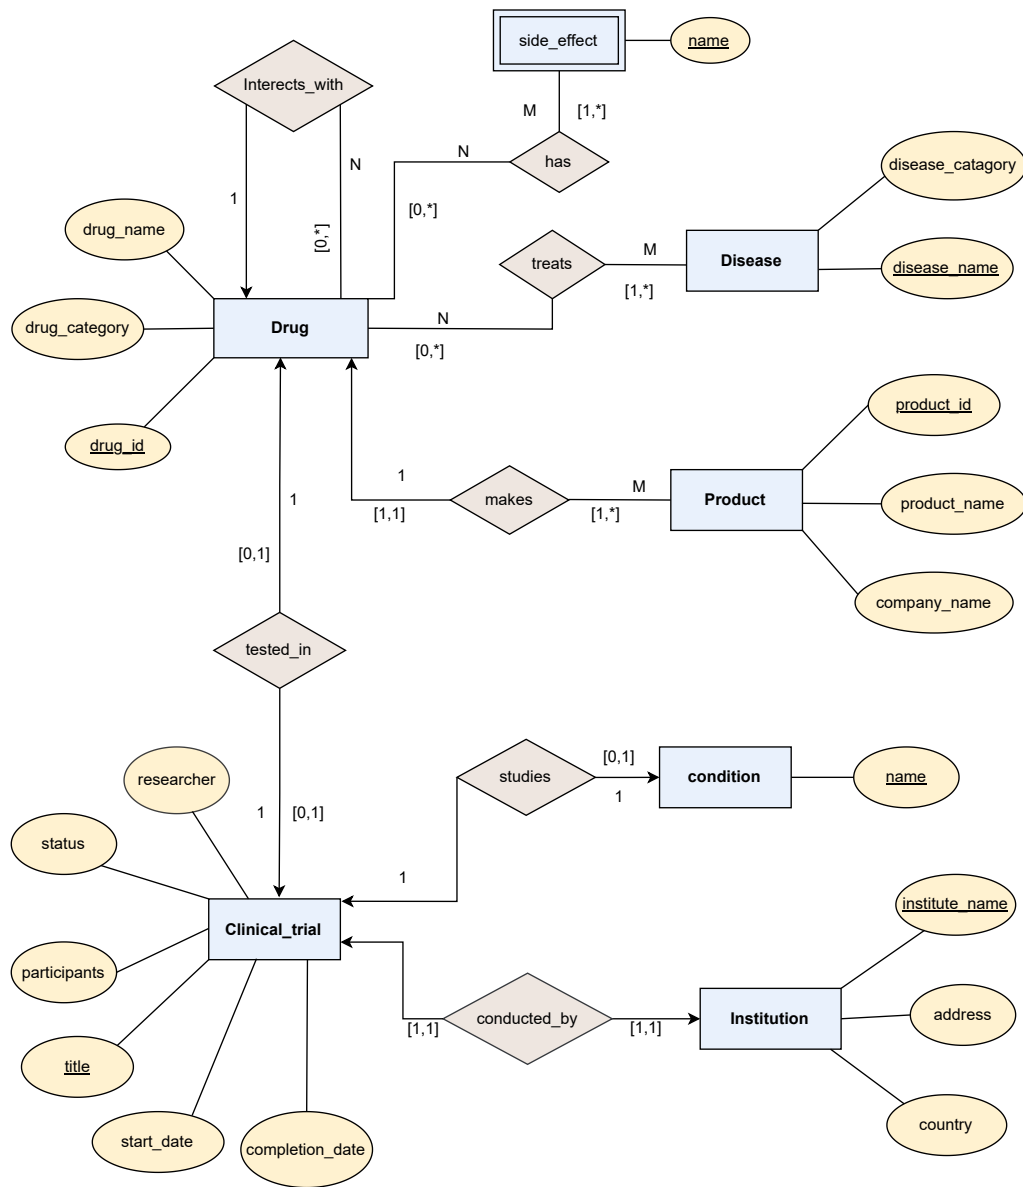 side_effect
name
Interects_with
M
[1,*]
N
has
1
N
[0,*]
[0,*]
disease_catagory
drug_name
treats
M
[1,*]
Disease
disease_name
drug_category
Drug
N
[0,*]
drug_id
product_id
1
[1,1]
makes
M
[1,*]
Product
product_name
company_name
1
[0,1]
tested_in
researcher
1
[0,1]
status
studies
[0,1]
1
condition
name
1
Clinical_trial
institute_name
participants
[1,1]
conducted_by
[1,1]
Institution
address
title
start_date
completion_date
country